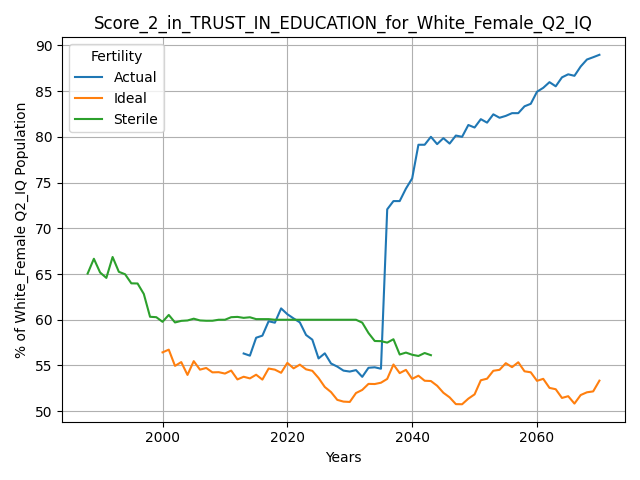 Score_2_in_TRUST_IN_EDUCATION_for_White_Female_Q2_IQ
Fertility
Actual
Ideal
Sterile
% of White_Female Q2_IQ Population
90
85
80
75
70
65
60
55
50
2000
2020
2040
2060
Years